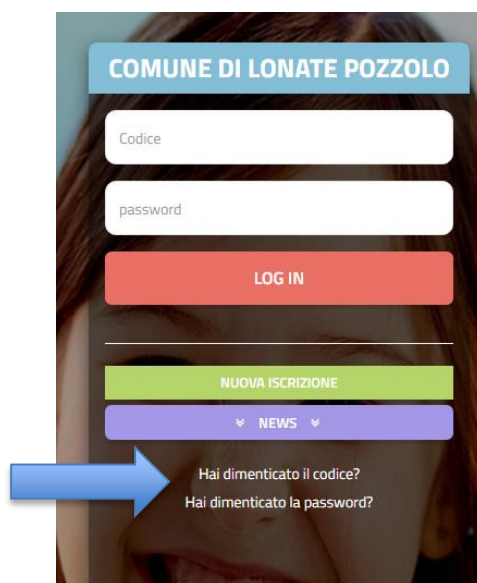 COMUNE DI LONATE POZZOLO
Codice
password
LOG IN
NUOVA ISCRIZIONE
NEWS
Hai dimenticato il codice?
Hai dimenticato la password?